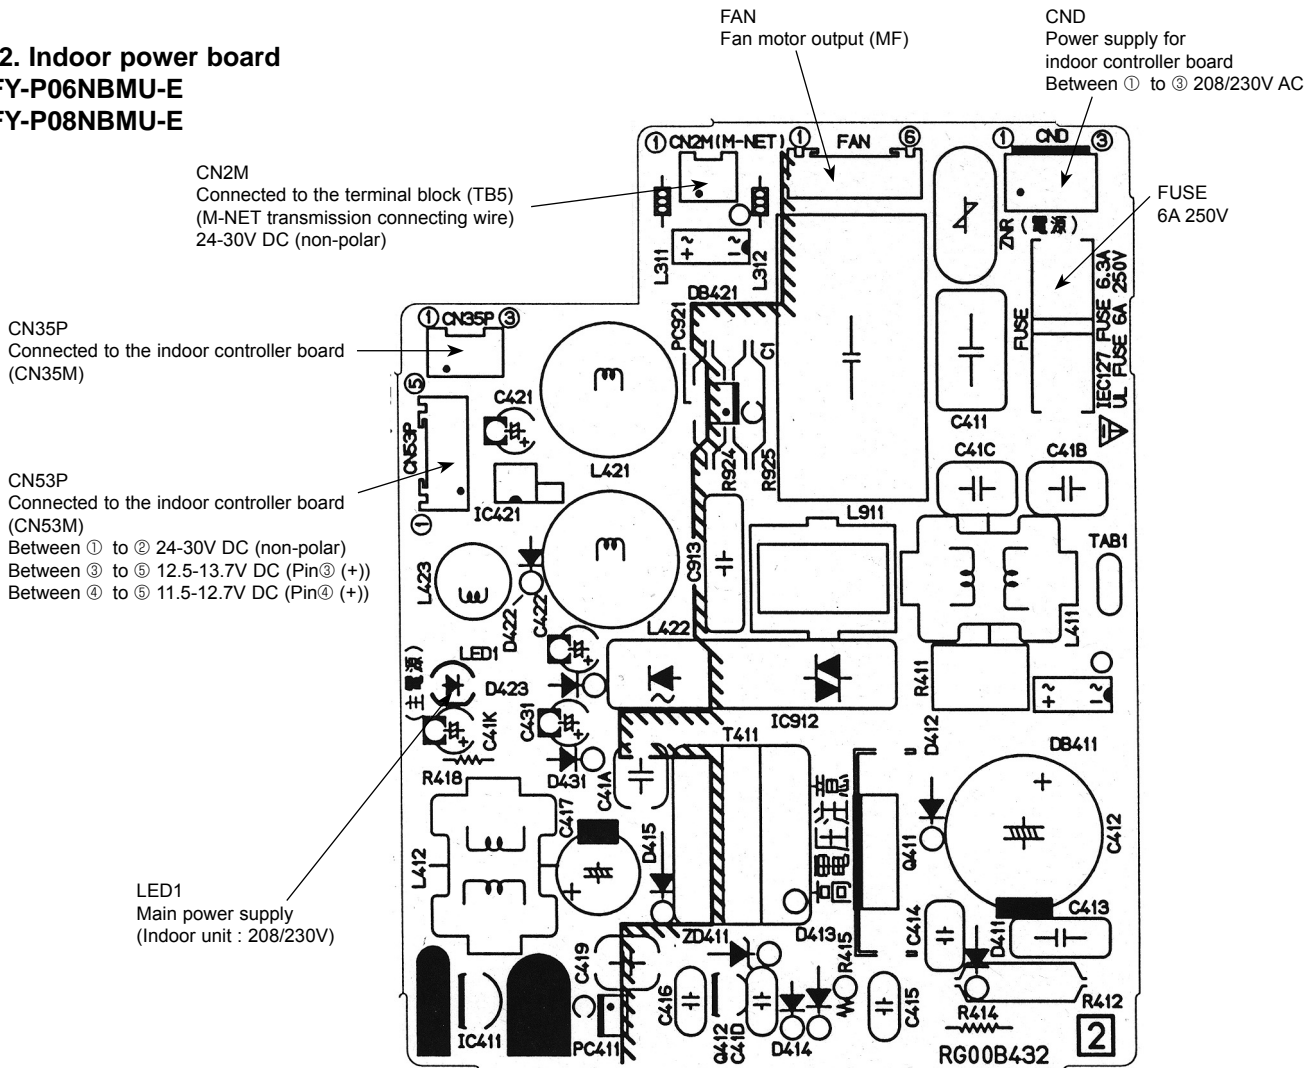 2. Indoor power board
FY-P06NBMU-E
FY-P08NBMU-E
FAN
Fan motor output (MF)
CND
Power supply for
indoor controller board
Between ① to ③ 208/230V AC
CN2M
Connected to the terminal block (TB5)
(M-NET transmission connecting wire)
24-30V DC (non-polar)
FUSE
6A 250V
CN35P
Connected to the indoor controller board
(CN35M)
CN53P
Connected to the indoor controller board
(CN53M)
Between ① to ② 24-30V DC (non-polar)
Between ③ to ⑤ 12.5-13.7V DC (Pin③ (+))
Between ④ to ⑤ 11.5-12.7V DC (Pin④ (+))
LED1
Main power supply
(Indoor unit : 208/230V)
① CN2M(M-NET)
① FAN ⑥
① CND ③
ZNR
(電源)
L311
L312
DB421
① CN35P ③
PC921
C1
FUSE
IEC127 FUSE 6.3A 250V
UL FUSE 6A 250V
⑤
CN53P
①
C421
L421
IC421
R924
R925
C411
C41C
C41B
L423
D422
C422
C913
L911
TAB1
L411
L422
(主電源)
LED1
D423
R411
C41K
C431
IC912
D412
DB411
R418
D431
C41A
T411
高電圧注意
C417
D415
Q411
C412
L412
C413
C419
ZD411
D413
R415
C414
D411
C416
C415
R412
IC411
PC411
Q412
C41D
D414
R414
RG00B432
2